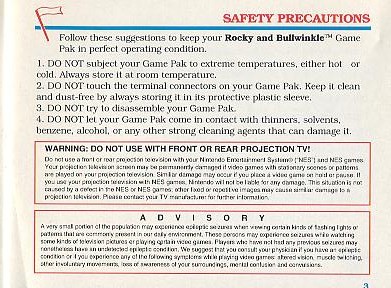 SAFETY PRECAUTIONS
Follow these suggestions to keep your Rocky and Bullwinkle™ Game
Pak in perfect operating condition.
1. DO NOT subject your Game Pak to extreme temperatures, either hot or
cold. Always store it at room temperature.
2. DO NOT touch the terminal connectors on your Game Pak. Keep it clean
and dust-free by always storing it in its protective plastic sleeve.
3. DO NOT try to disassemble your Game Pak.
4. DO NOT let your Game Pak come in contact with thinners, solvents,
benzene, alcohol, or any other strong cleaning agents that can damage it.
WARNING: DO NOT USE WITH FRONT OR REAR PROJECTION TV!
Do not use a front or rear projection television with your Nintendo Entertainment System® ("NES") and NES games.
Your projection television screen may be permanently damaged if video games with stationary scenes or patterns
are played on your projection television. Similar damage may occur if you place a video game on hold or pause. If
you use your projection television with NES games, Nintendo will not be liable for any damage. This situation is not
caused by a defect in the NES or NES games; other fixed or repetitive images may cause similar damage to a
projection television. Please contact your TV manufacturer for further information.
A D V I S O R Y
A very small portion of the population may experience epileptic seizures when viewing certain kinds of flashing lights or
patterns that are commonly present in our daily environment. These persons may experience seizures while watching
some kinds of television pictures or playing certain video games. Players who have not had any previous seizures may
nonetheless have an undetected epileptic condition. We suggest that you consult your physician if you have an epileptic
condition or if you experience any of the following symptoms while playing video games: altered vision, muscle twitching,
other involuntary movements, loss of awareness of your surroundings, mental confusion and convulsions.
3